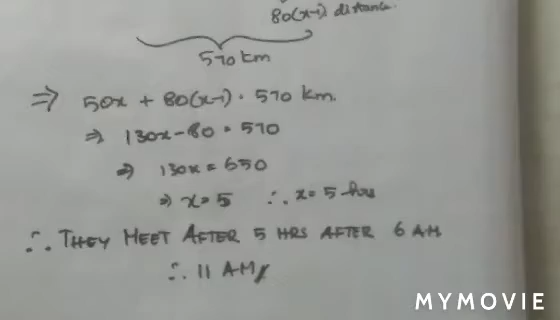 80(x-1) distance.
570 km
⇒ 50x + 80(x-1) = 570 km.
⇒ 130x - 80 = 570
⇒ 130x = 650
⇒ x = 5 ∴ x = 5 hrs
∴ THEY MEET AFTER 5 HRS AFTER 6 AM
∴ 11 AM
MYMOVIE